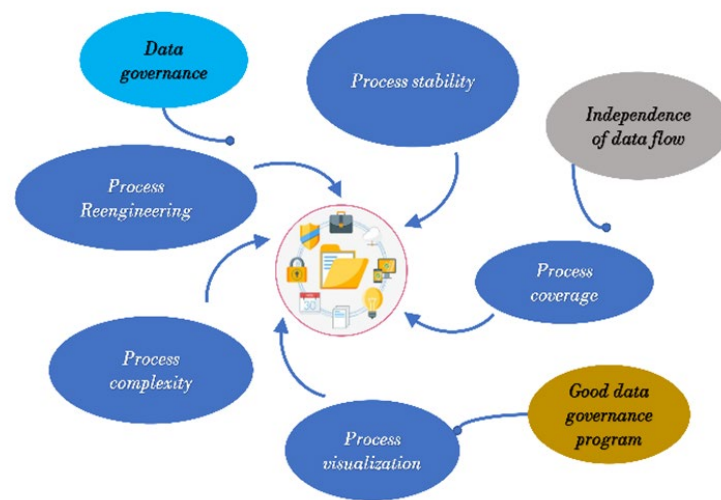 Data
governance
Process stability
Independence
of data flow
Process
Reengineering
Process
coverage
30
Process
complexity
Good data
governance
program
Process
visualization